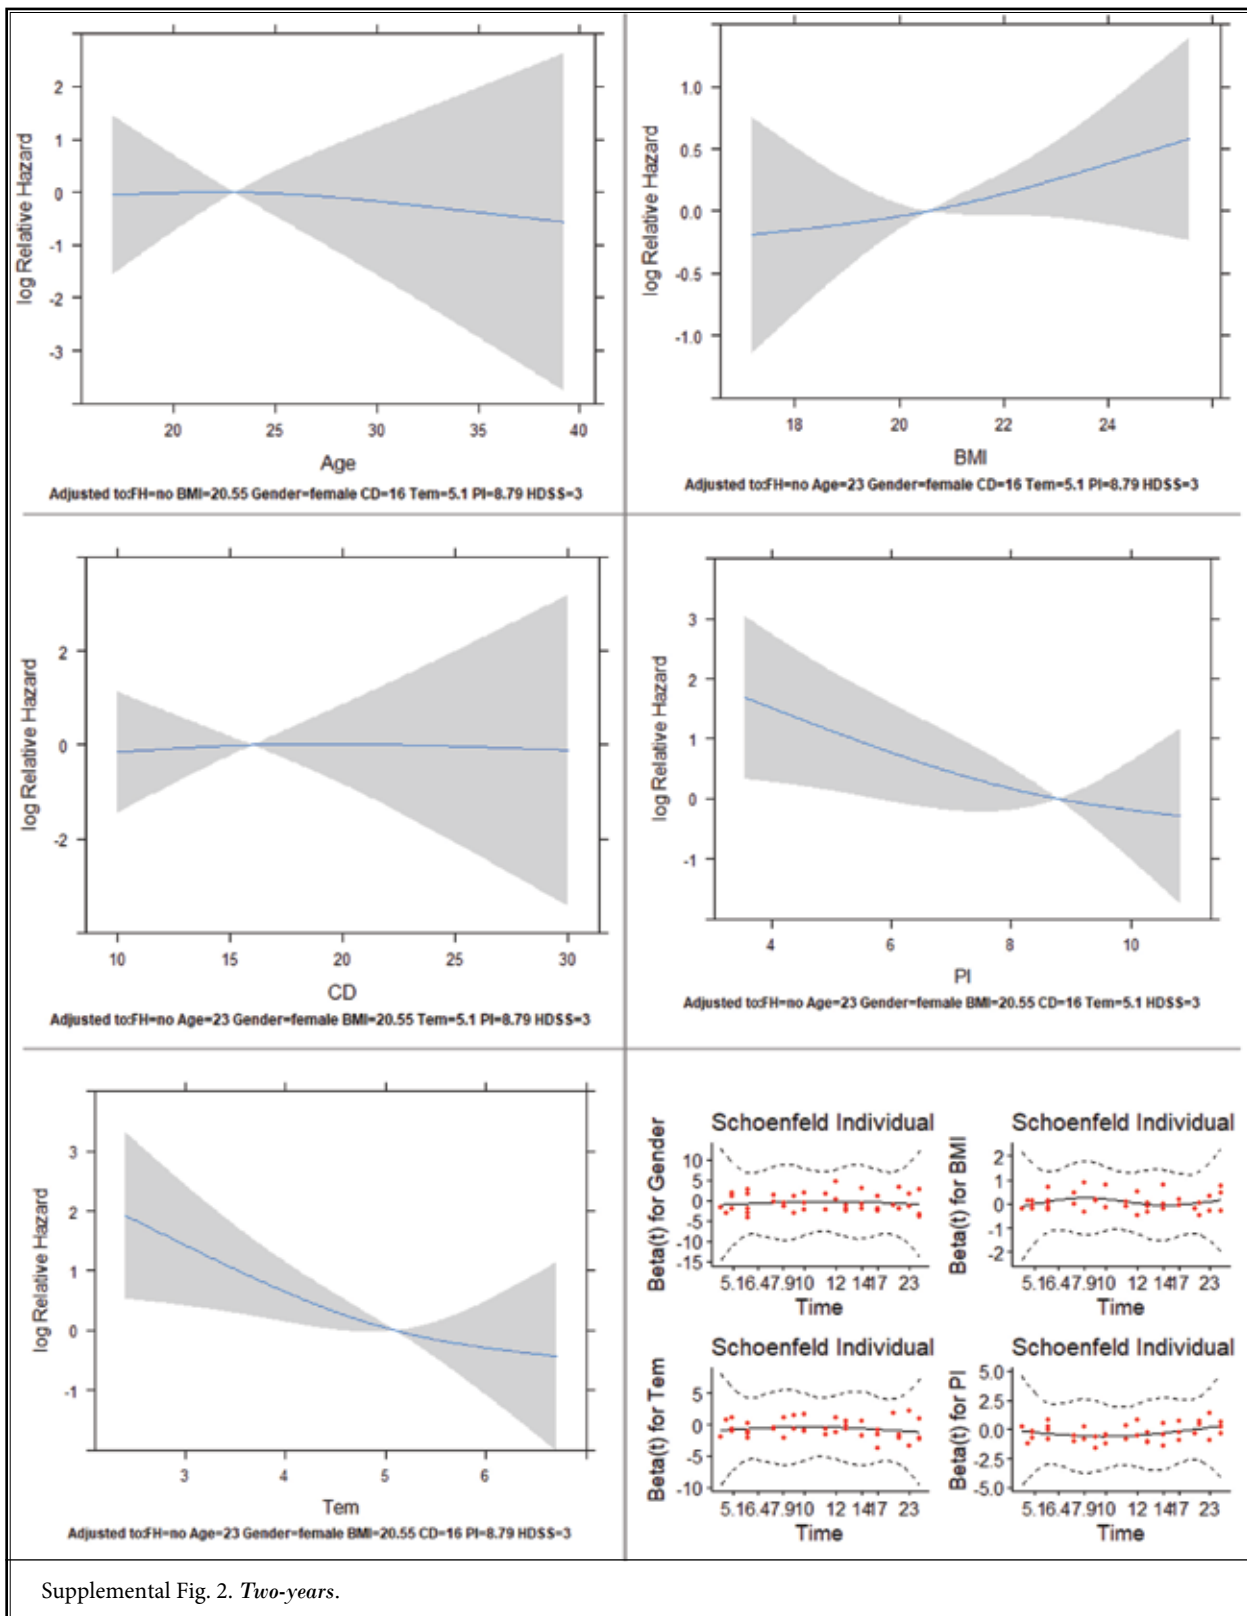 2
1
0
-1
-2
-3
log Relative Hazard
20 25 30 35 40
Age
Adjusted to:FH=no BMI=20.55 Gender=female CD=16 Tem=5.1 PI=8.79 HDSS=3
1.0
0.5
0.0
-0.5
-1.0
log Relative Hazard
18 20 22 24
BMI
Adjusted to:FH=no Age=23 Gender=female CD=16 Tem=5.1 PI=8.79 HDSS=3
2
0
-2
log Relative Hazard
10 15 20 25 30
CD
Adjusted to:FH=no Age=23 Gender=female BMI=20.55 Tem=5.1 PI=8.79 HDSS=3
3
2
1
0
-1
log Relative Hazard
4 6 8 10
PI
Adjusted to:FH=no Age=23 Gender=female BMI=20.55 CD=16 Tem=5.1 HDSS=3
3
2
1
0
-1
log Relative Hazard
3 4 5 6
Tem
Adjusted to:FH=no Age=23 Gender=female BMI=20.55 CD=16 PI=8.79 HDSS=3
Schoenfeld Individual
Beta(t) for Gender
10
5
0
-5
-10
-15
5.16.47.910 12 1417 23
Time
Schoenfeld Individual
Beta(t) for BMI
2
1
0
-1
-2
5.16.47.910 12 1417 23
Time
Schoenfeld Individual
Beta(t) for Tem
5
0
-5
-10
5.16.47.910 12 1417 23
Time
Schoenfeld Individual
Beta(t) for PI
5.0
2.5
0.0
-2.5
-5.0
5.16.47.910 12 1417 23
Time
Supplemental Fig. 2. Two-years.